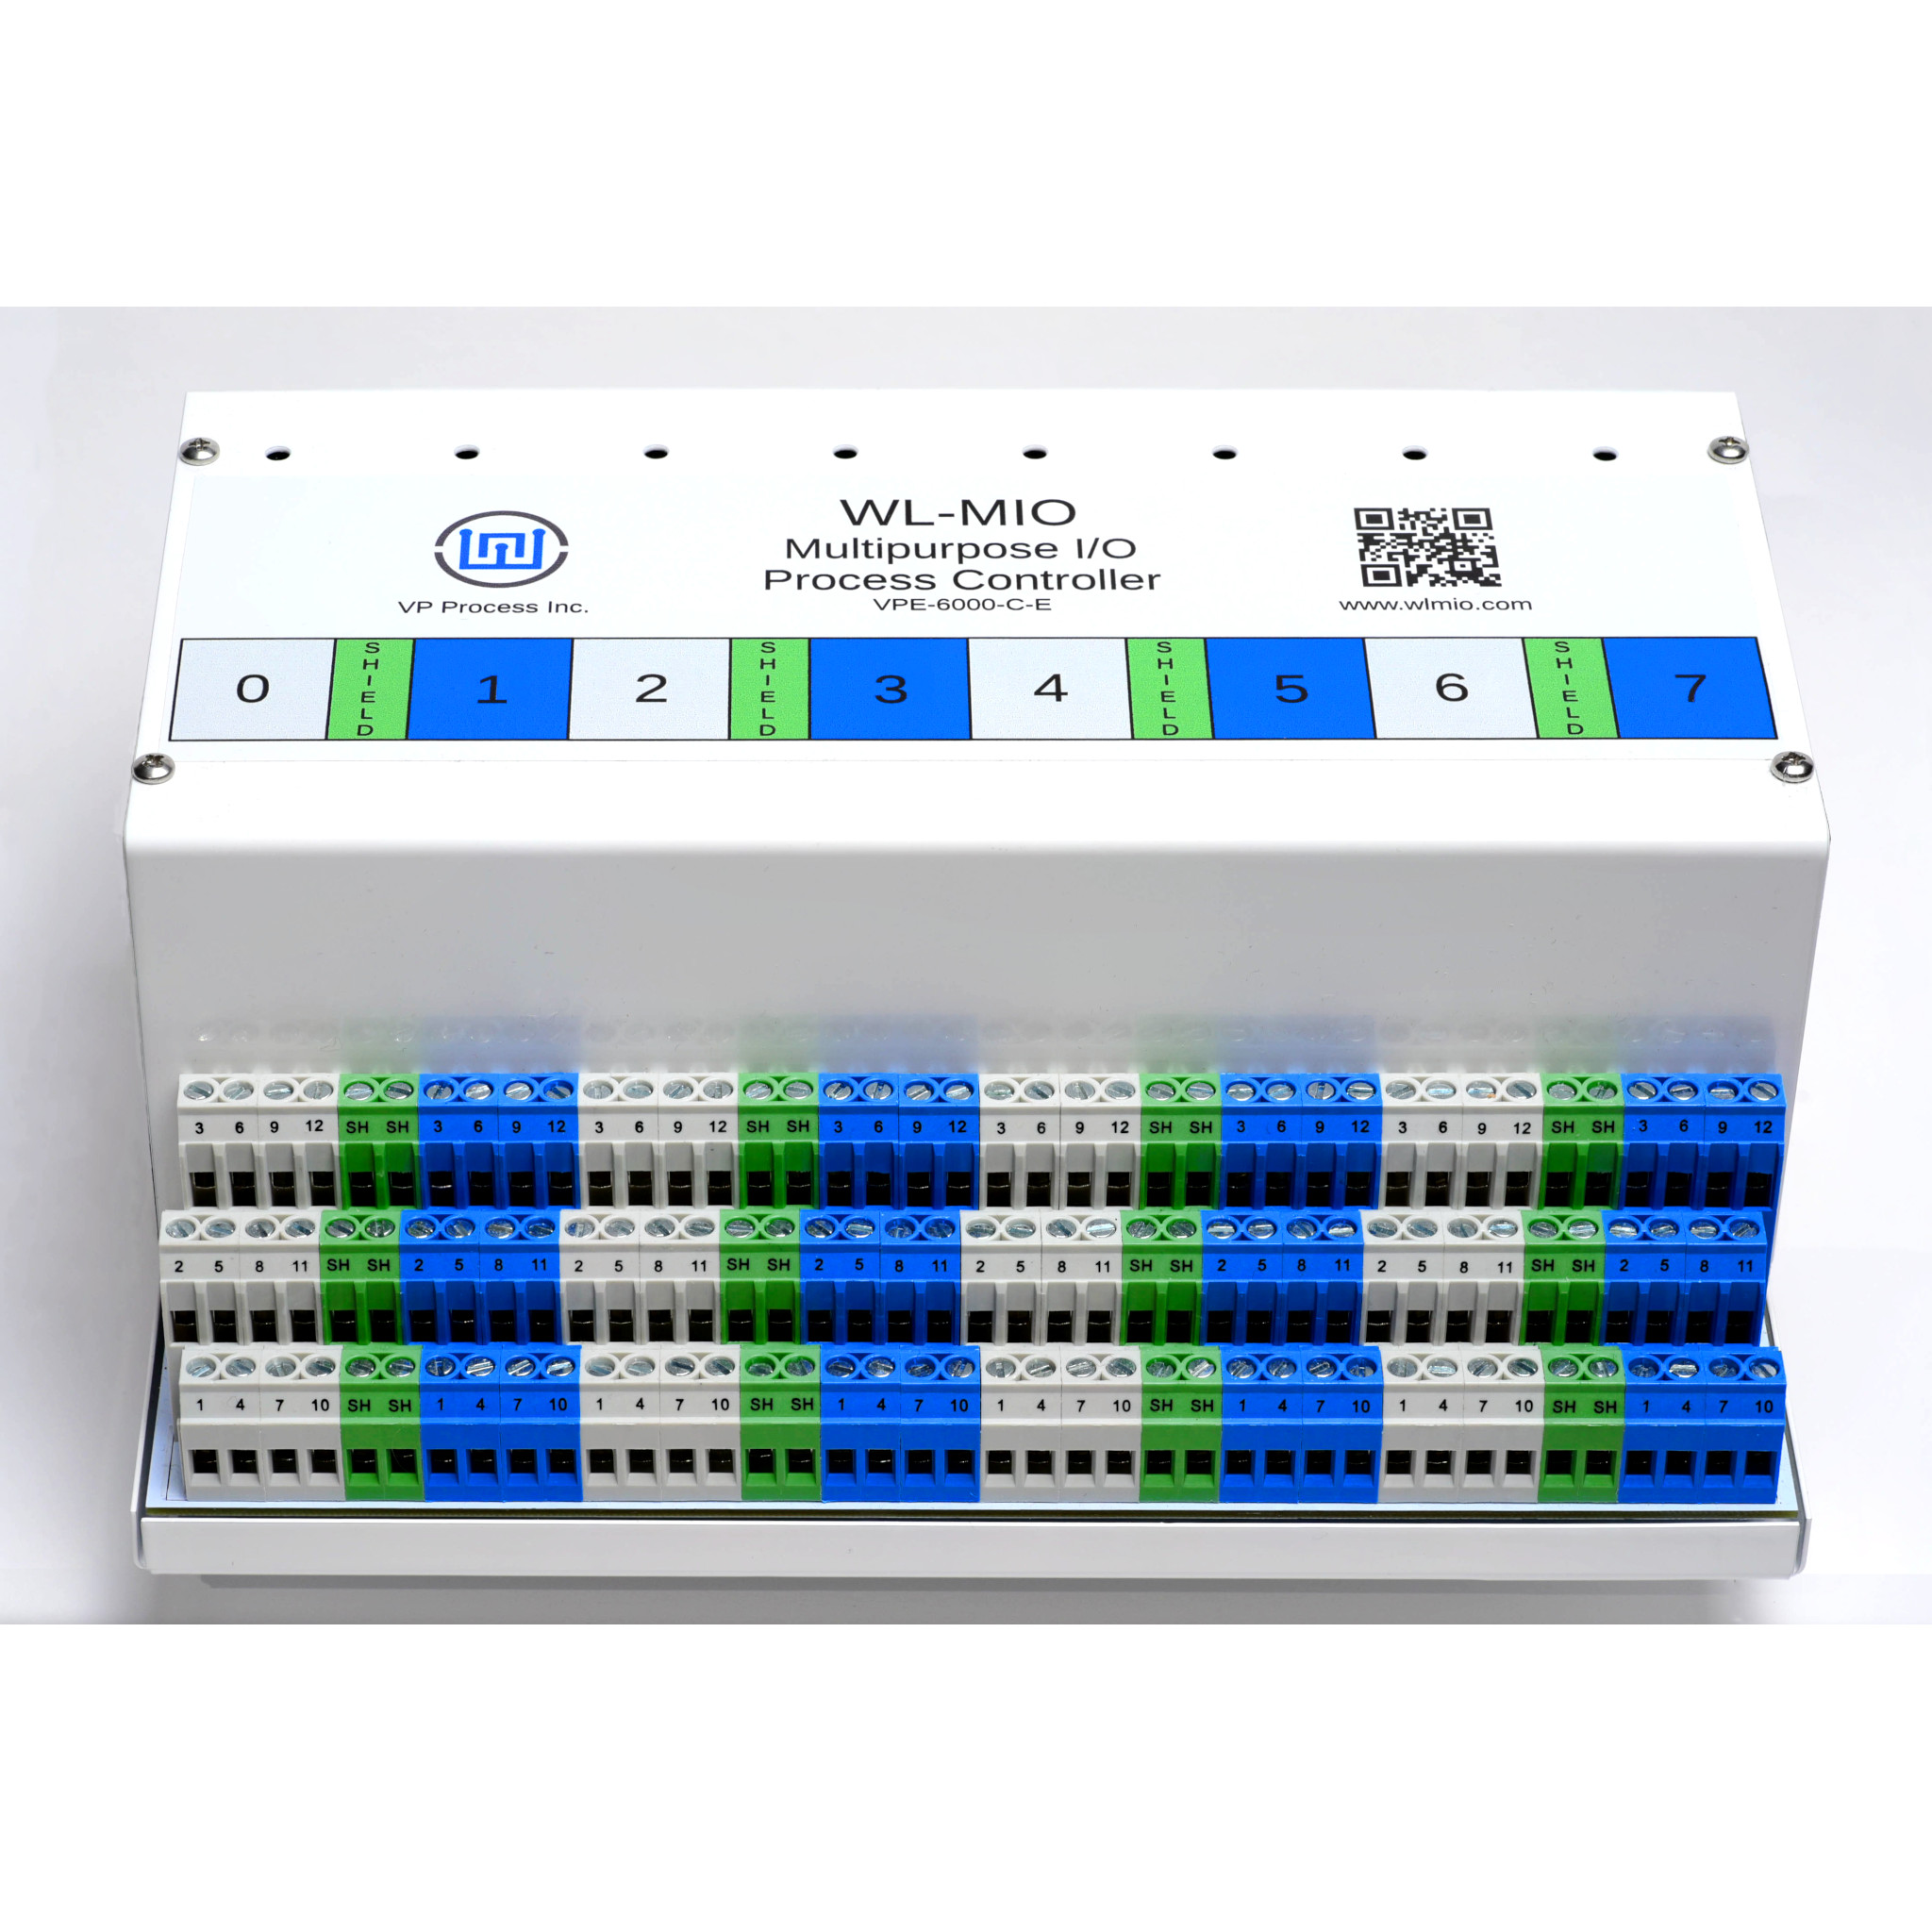 WL-MIO
Multipurpose I/O
Process Controller
VPE-6000-C-E
VP Process Inc.
www.wlmio.com
0 SHIELD 1 2 SHIELD 3 4 SHIELD 5 6 SHIELD 7
3 6 9 12 SH SH 3 6 9 12 3 6 9 12 SH SH 3 6 9 12 3 6 9 12 SH SH 3 6 9 12 3 6 9 12 SH SH 3 6 9 12
2 5 8 11 SH SH 2 5 8 11 2 5 8 11 SH SH 2 5 8 11 2 5 8 11 SH SH 2 5 8 11 2 5 8 11 SH SH 2 5 8 11
1 4 7 10 SH SH 1 4 7 10 1 4 7 10 SH SH 1 4 7 10 1 4 7 10 SH SH 1 4 7 10 1 4 7 10 SH SH 1 4 7 10